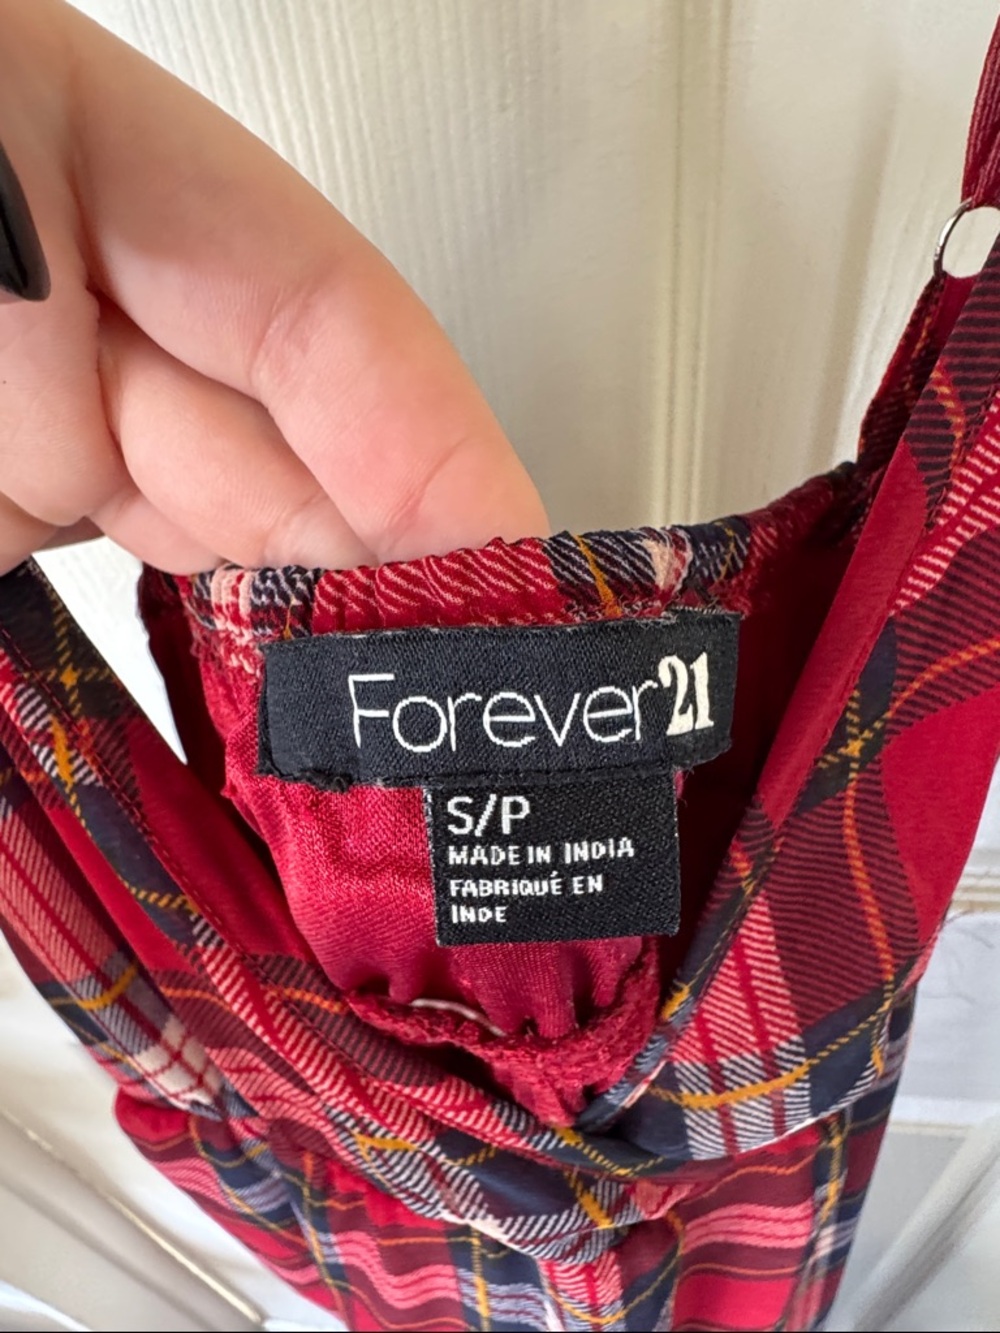 Forever21
S/P
MADE IN INDIA
FABRIQUÉ EN
INDE